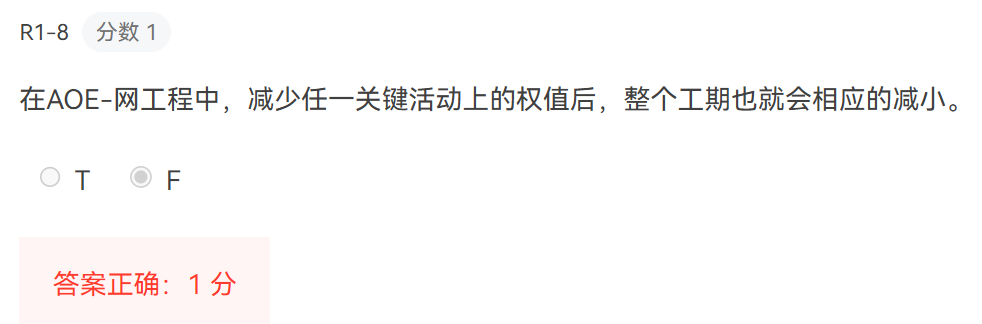 R1-8 分数 1
在AOE-网工程中，减少任一关键活动上的权值后，整个工期也就会相应的减小。
T F
答案正确：1 分